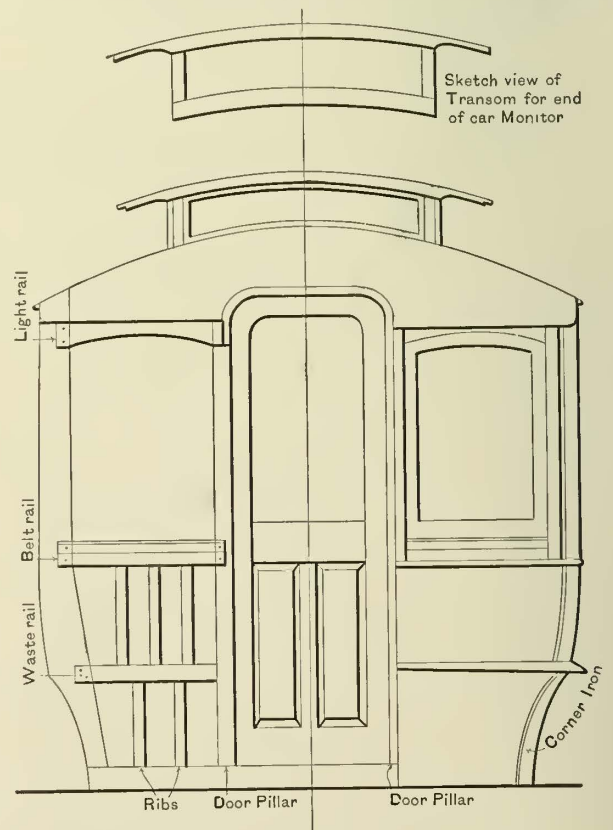 Sketch view of
Transom for end
of car Monitor
Light rail
Belt rail
Waste rail
Corner Iron
Ribs
Door Pillar
Door Pillar